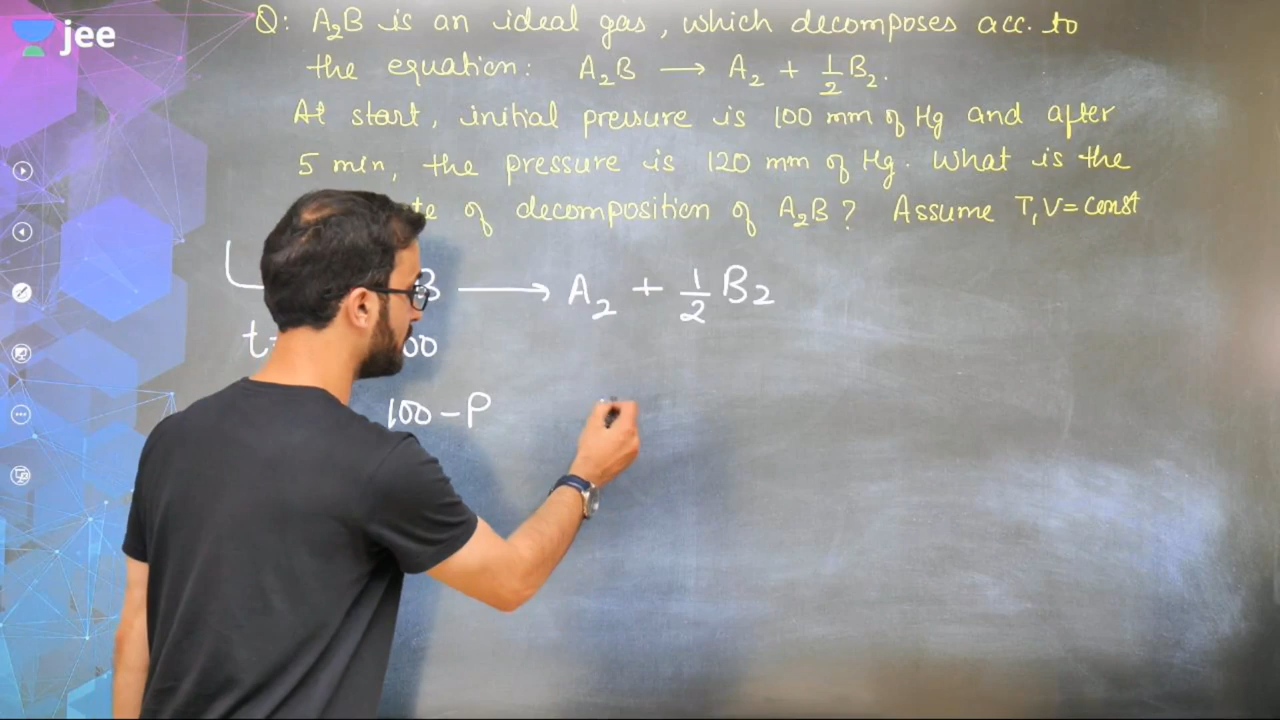 jee
Q: A₂B is an ideal gas, which decomposes acc. to
the equation: A₂B → A₂ + 1/2 B₂.
At start, initial pressure is 100 mm of Hg and after
5 min, the pressure is 120 mm of Hg. What is the
of decomposition of A₂B? Assume T, V = const
B → A₂ + 1/2 B₂
t=
100 - P